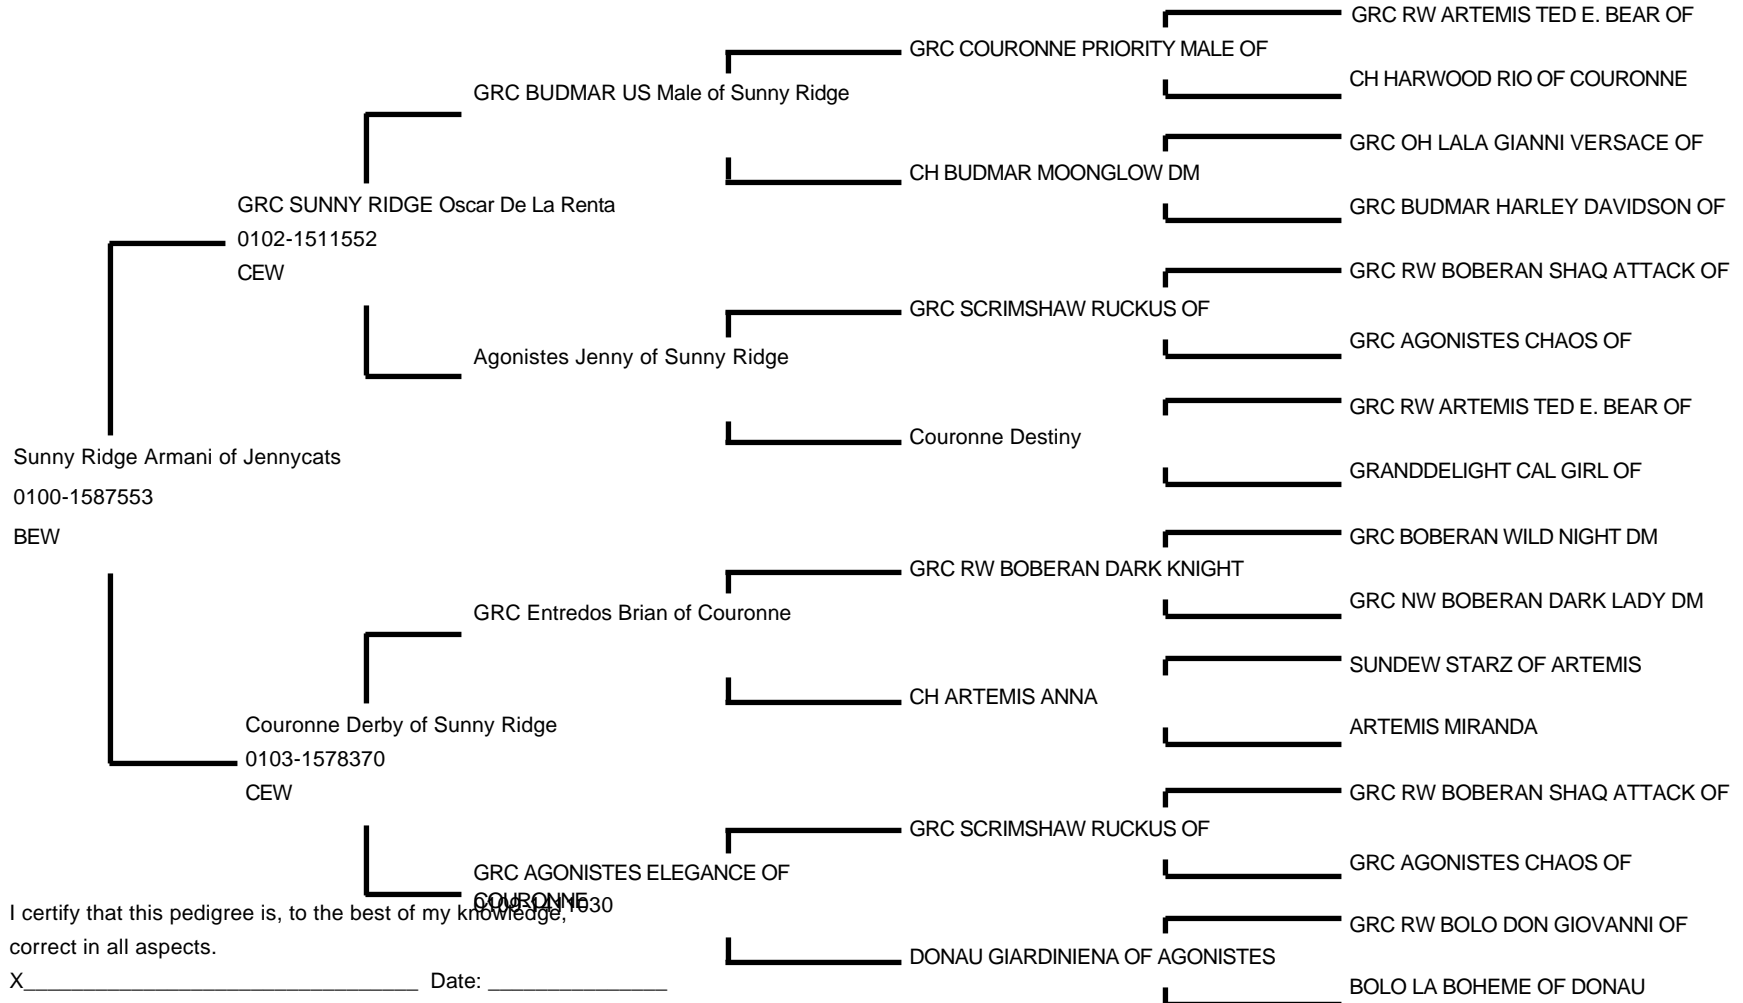 GRC RW ARTEMIS TED E. BEAR OF
GRC COURONNE PRIORITY MALE OF
CH HARWOOD RIO OF COURONNE
GRC BUDMAR US Male of Sunny Ridge
GRC OH LALA GIANNI VERSACE OF
CH BUDMAR MOONGLOW DM
GRC BUDMAR HARLEY DAVIDSON OF
GRC SUNNY RIDGE Oscar De La Renta
0102-1511552
CEW
GRC RW BOBERAN SHAQ ATTACK OF
GRC SCRIMSHAW RUCKUS OF
GRC AGONISTES CHAOS OF
Agonistes Jenny of Sunny Ridge
GRC RW ARTEMIS TED E. BEAR OF
Couronne Destiny
GRANDDELIGHT CAL GIRL OF
Sunny Ridge Armani of Jennycats
0100-1587553
BEW
GRC BOBERAN WILD NIGHT DM
GRC RW BOBERAN DARK KNIGHT
GRC NW BOBERAN DARK LADY DM
GRC Entredos Brian of Couronne
SUNDEW STARZ OF ARTEMIS
CH ARTEMIS ANNA
ARTEMIS MIRANDA
Couronne Derby of Sunny Ridge
0103-1578370
CEW
GRC RW BOBERAN SHAQ ATTACK OF
GRC SCRIMSHAW RUCKUS OF
GRC AGONISTES CHAOS OF
GRC AGONISTES ELEGANCE OF
COURONNE
GRC RW BOLO DON GIOVANNI OF
DONAU GIARDINIENA OF AGONISTES
BOLO LA BOHEME OF DONAU
I certify that this pedigree is, to the best of my knowledge,
correct in all aspects.
X_________________________________ Date: _______________